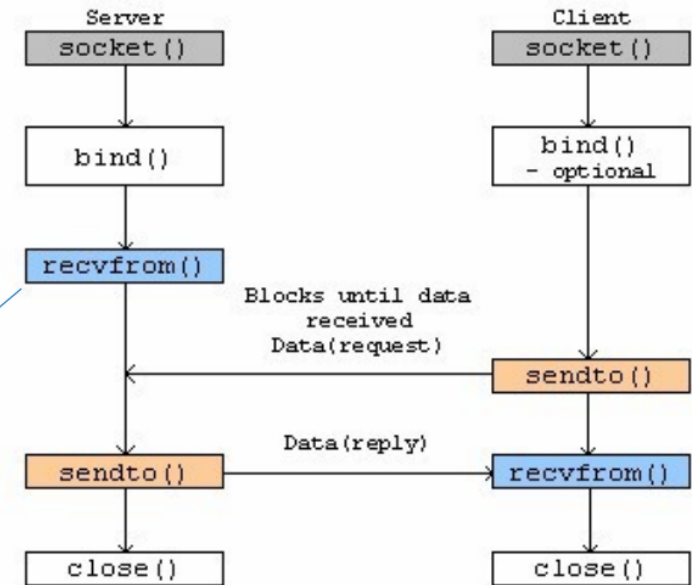 Server
Client
socket()
socket()
bind()
bind()
- optional
recvfrom()
Blocks until data
received
Data(request)
sendto()
Data(reply)
sendto()
recvfrom()
close()
close()